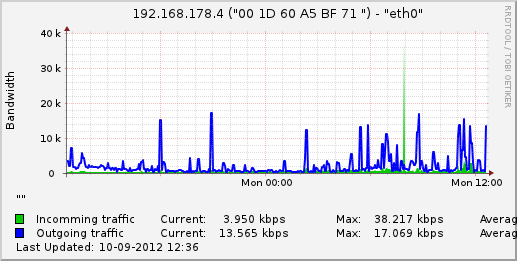 192.168.178.4 ("00 1D 60 A5 BF 71 ") - "eth0"
RRDTOOL / TOBI OETIKER
Bandwidth
40 k
30 k
20 k
10 k
0
Mon 00:00
Mon 12:00
""
Incomming traffic Current: 3.950 kbps Max: 38.217 kbps Averag
Outgoing traffic Current: 13.565 kbps Max: 17.069 kbps Averag
Last Updated: 10-09-2012 12:36